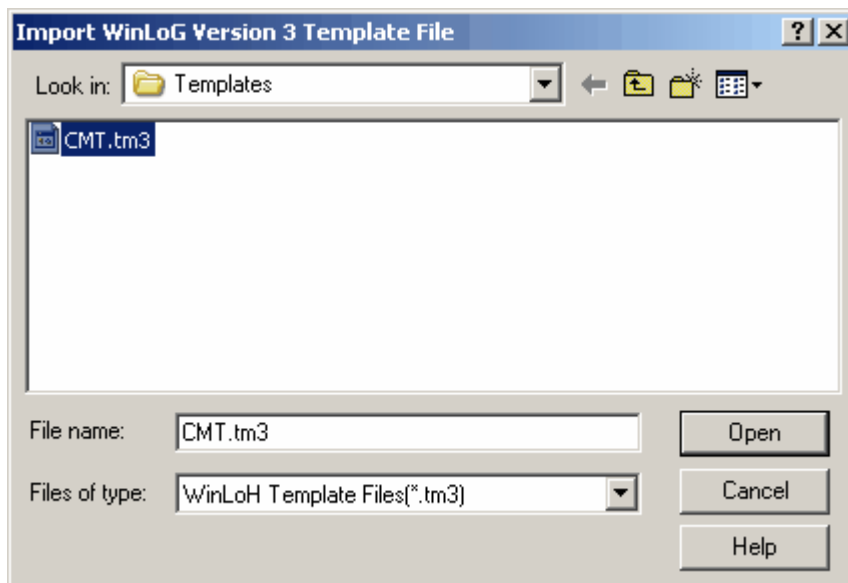 Import WinLoG Version 3 Template File
Look in: Templates
CMT.tm3
File name: CMT.tm3
Open
Files of type: WinLoH Template Files(*.tm3)
Cancel
Help